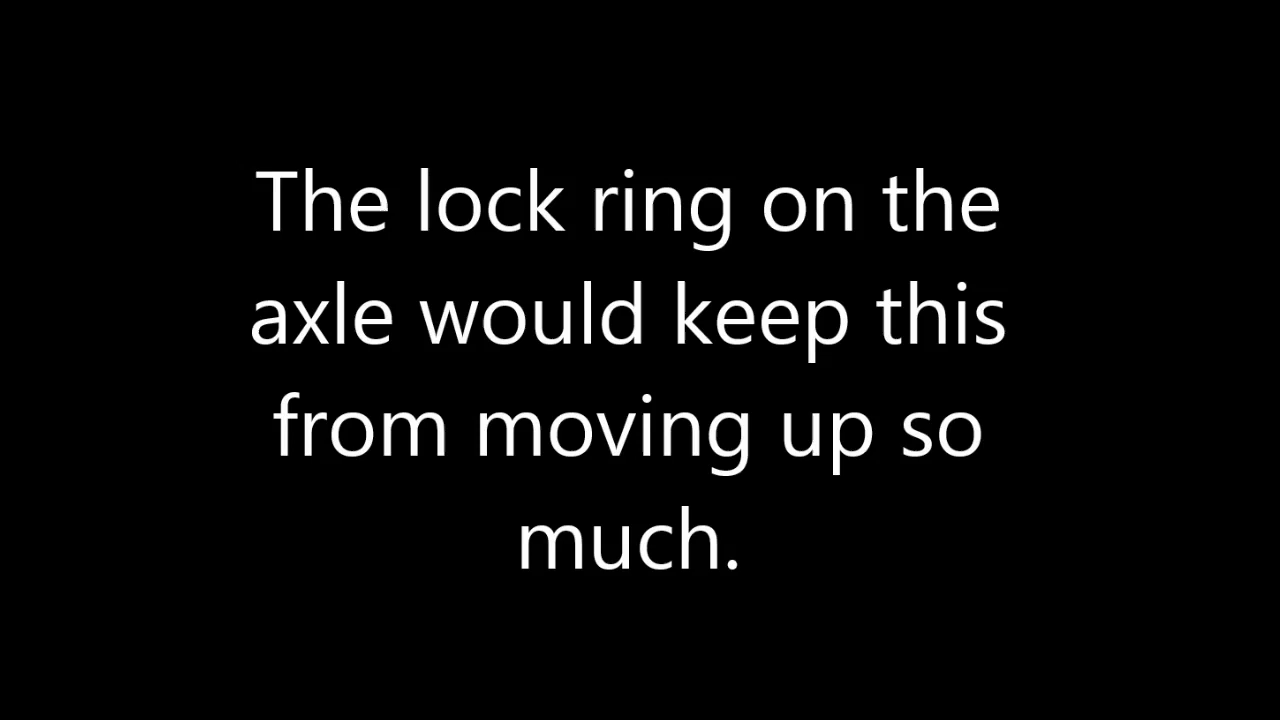 The lock ring on the
axle would keep this
from moving up so
much.